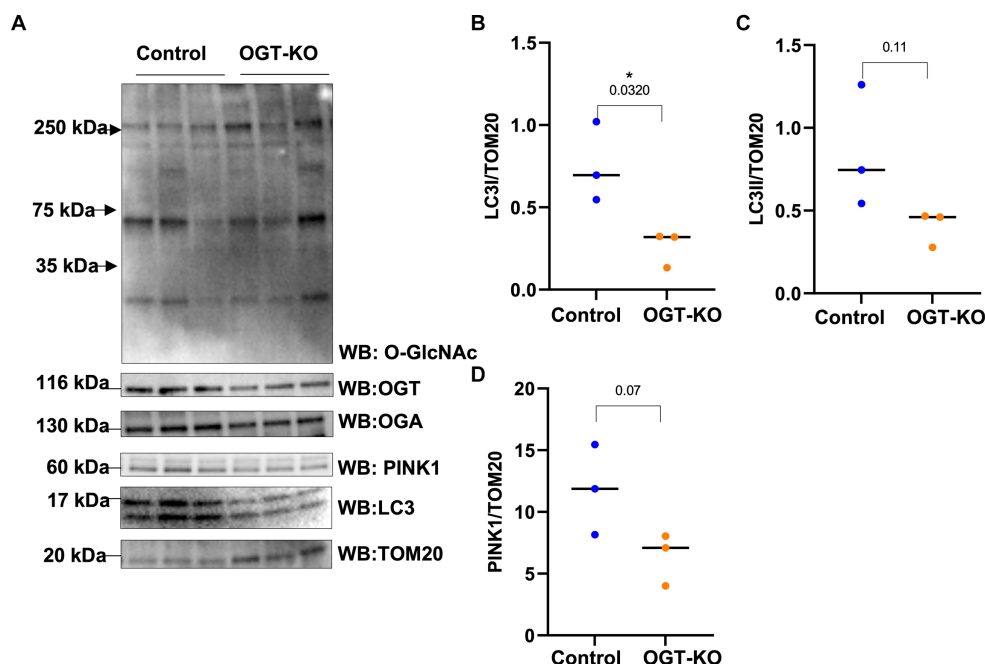 A
Control OGT-KO
250 kDa
75 kDa
35 kDa
WB: O-GlcNAc
116 kDa WB:OGT
130 kDa WB:OGA
60 kDa WB: PINK1
17 kDa WB:LC3
20 kDa WB:TOM20
B
LC3I/TOM20
1.5
1.0
0.5
0.0
*
0.0320
Control OGT-KO
C
LC3II/TOM20
1.5
1.0
0.5
0.0
0.11
Control OGT-KO
D
PINK1/TOM20
20
15
10
5
0
0.07
Control OGT-KO